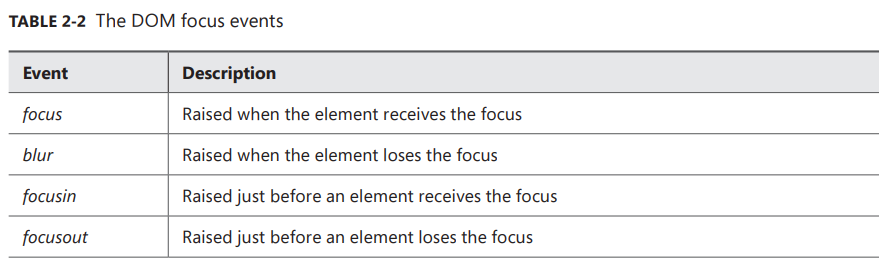 TABLE 2-2 The DOM focus events
Event Description
focus Raised when the element receives the focus
blur Raised when the element loses the focus
focusin Raised just before an element receives the focus
focusout Raised just before an element loses the focus